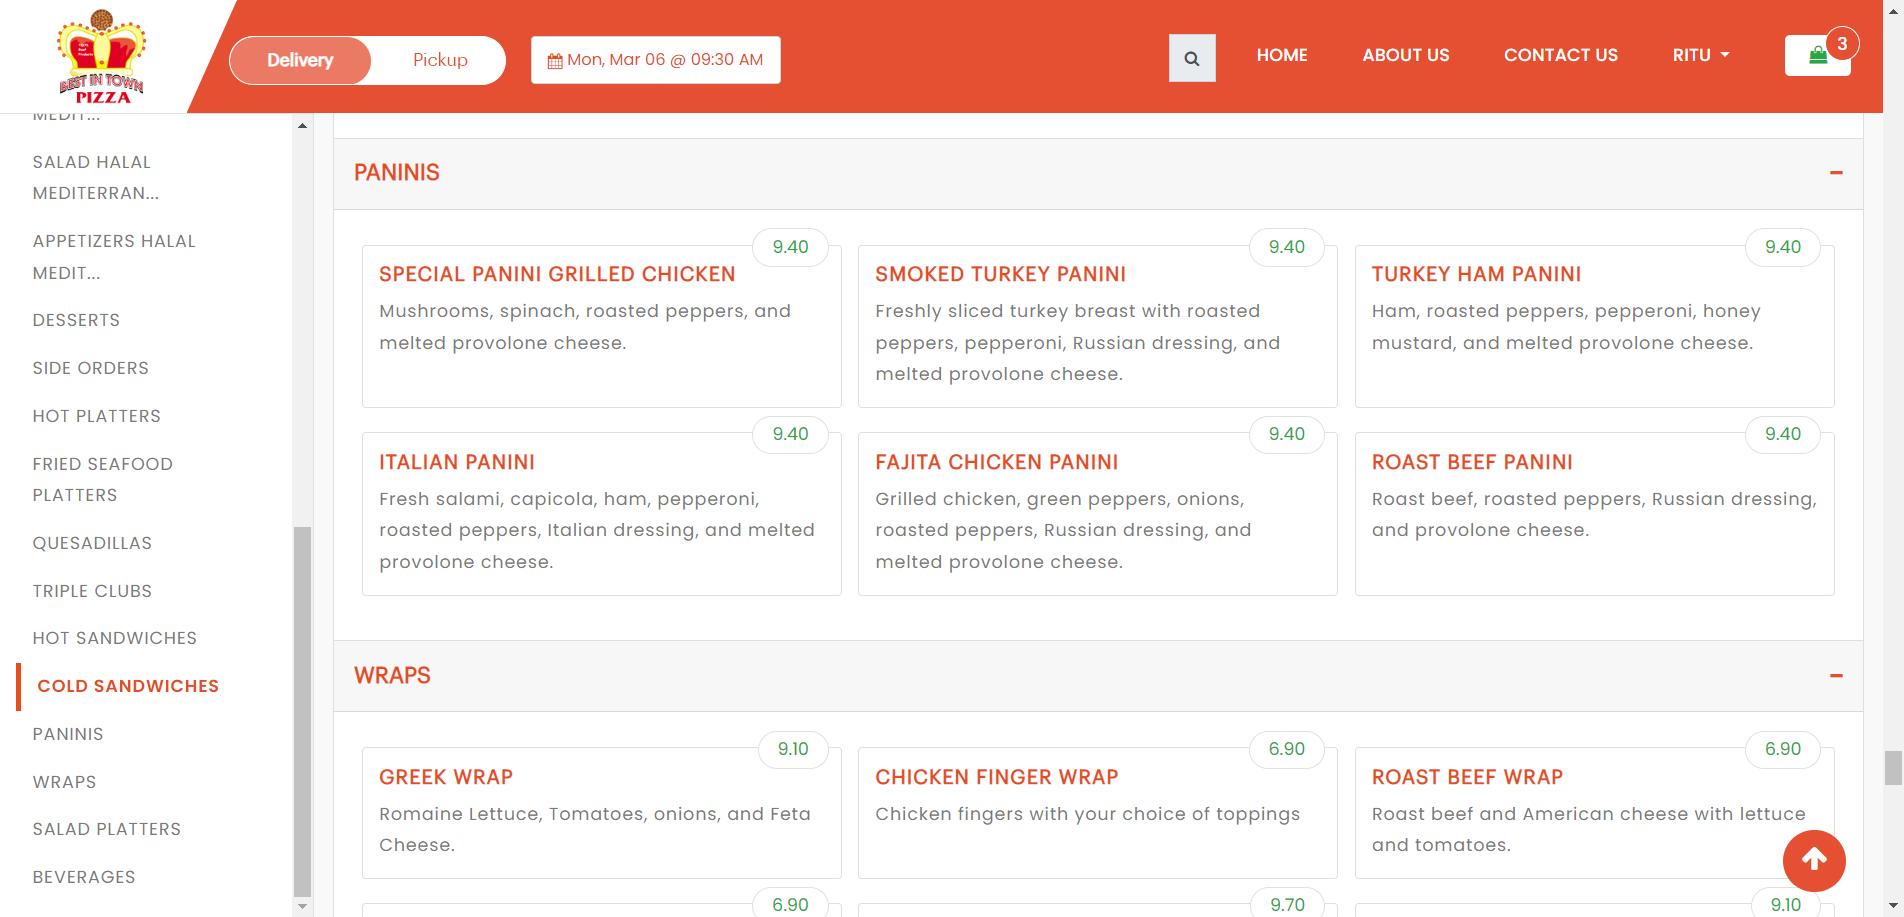 BEST IN TOWN
PIZZA
Delivery
Pickup
Mon, Mar 06 @ 09:30 AM
HOME
ABOUT US
CONTACT US
RITU
3
MEDIT...
SALAD HALAL
MEDITERRAN...
APPETIZERS HALAL
MEDIT...
DESSERTS
SIDE ORDERS
HOT PLATTERS
FRIED SEAFOOD
PLATTERS
QUESADILLAS
TRIPLE CLUBS
HOT SANDWICHES
COLD SANDWICHES
PANINIS
WRAPS
SALAD PLATTERS
BEVERAGES
PANINIS
9.40
SPECIAL PANINI GRILLED CHICKEN
Mushrooms, spinach, roasted peppers, and
melted provolone cheese.
9.40
SMOKED TURKEY PANINI
Freshly sliced turkey breast with roasted
peppers, pepperoni, Russian dressing, and
melted provolone cheese.
9.40
TURKEY HAM PANINI
Ham, roasted peppers, pepperoni, honey
mustard, and melted provolone cheese.
9.40
ITALIAN PANINI
Fresh salami, capicola, ham, pepperoni,
roasted peppers, Italian dressing, and melted
provolone cheese.
9.40
FAJITA CHICKEN PANINI
Grilled chicken, green peppers, onions,
roasted peppers, Russian dressing, and
melted provolone cheese.
9.40
ROAST BEEF PANINI
Roast beef, roasted peppers, Russian dressing,
and provolone cheese.
WRAPS
9.10
GREEK WRAP
Romaine Lettuce, Tomatoes, onions, and Feta
Cheese.
6.90
CHICKEN FINGER WRAP
Chicken fingers with your choice of toppings
6.90
ROAST BEEF WRAP
Roast beef and American cheese with lettuce
and tomatoes.
6.90
9.70
9.10